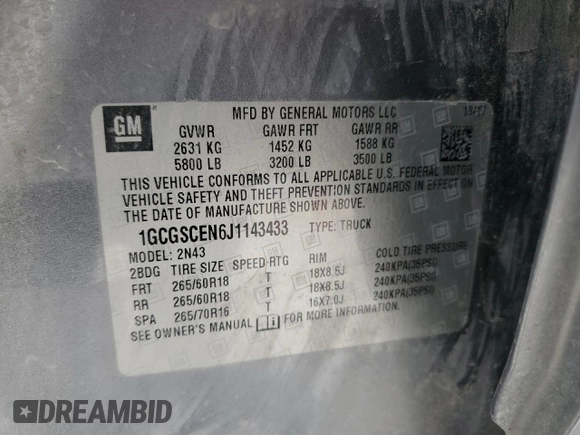 MFD BY GENERAL MOTORS LLC
GM
GVWR GAWR FRT GAWR RR
2631 KG 1452 KG 1588 KG
5800 LB 3200 LB 3500 LB
THIS VEHICLE CONFORMS TO ALL APPLICABLE U.S. FEDERAL MOTOR
VEHICLE SAFETY AND THEFT PREVENTION STANDARDS IN EFFECT ON
THE DATE OF MANUFACTURE SHOWN ABOVE.
1GCGSCEN6J1143433 TYPE: TRUCK
MODEL: 2N43
2BDG TIRE SIZE SPEED RTG RIM COLD TIRE PRESSURE
FRT 265/60R18 T 18X8.5J 240KPA(35PSI)
RR 265/60R18 T 18X8.5J 240KPA(35PSI)
SPA 265/70R16 T 16X7.0J 240KPA(35PSI)
SEE OWNER'S MANUAL FOR MORE INFORMATION.
DREAMBID